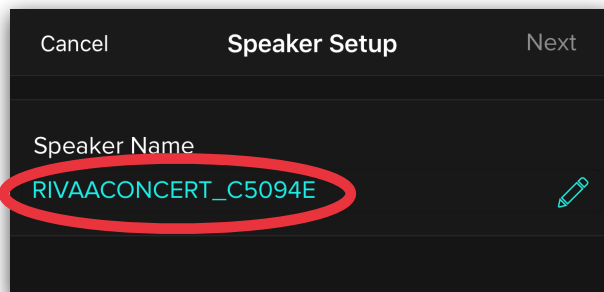 Cancel Speaker Setup Next
Speaker Name
RIVAACONCERT_C5094E